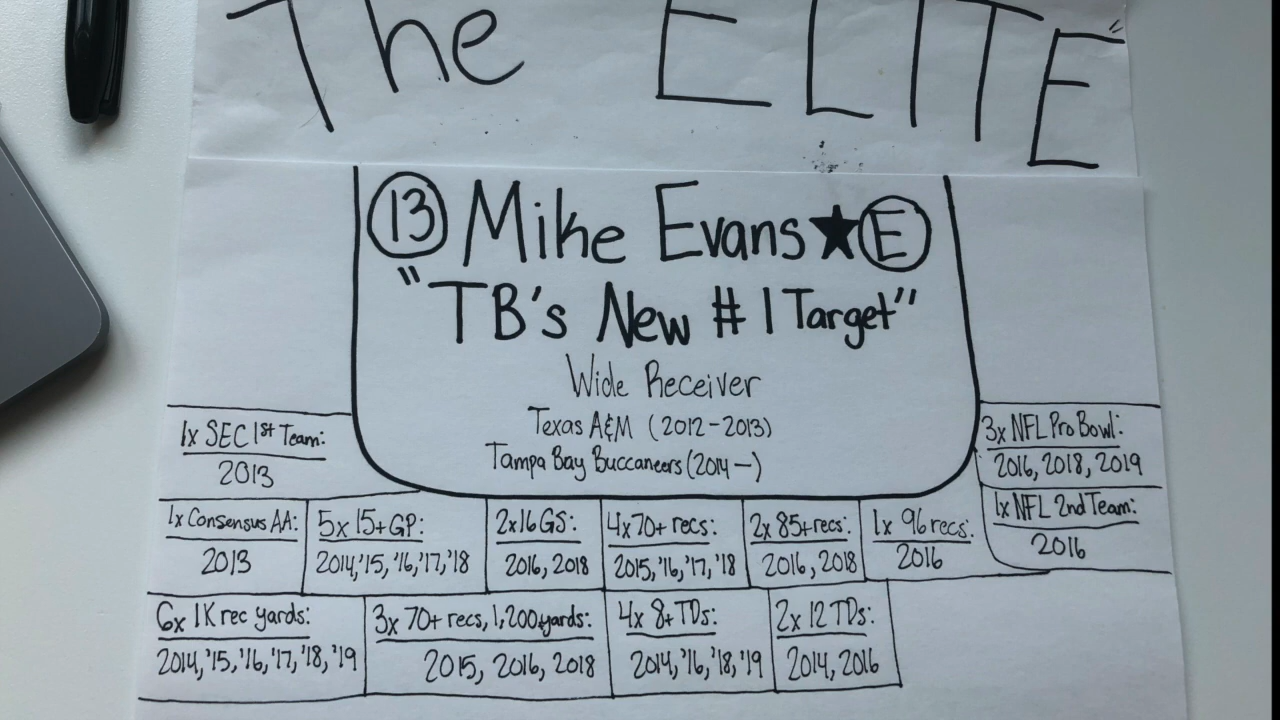 The ELITE
13 Mike Evans ★ E
"TB's New #1 Target"
Wide Receiver
Texas A&M (2012-2013)
Tampa Bay Buccaneers (2014-)
1x SEC 1st Team:
2013
3x NFL Pro Bowl:
2016, 2018, 2019
1x NFL 2nd Team:
2016
1x Consensus AA:
2013
5x 15+ GP:
2014,'15,'16,'17,'18
2x 16 GS:
2016, 2018
4x 70+ recs:
2015,'16,'17,'18
2x 85+ recs:
2016, 2018
1x 96 recs:
2016
6x 1K rec yards:
2014,'15,'16,'17,'18,'19
3x 70+ recs, 1,200+yards:
2015, 2016, 2018
4x 8+ TDs:
2014,'16,'18,'19
2x 12 TDs:
2014, 2016